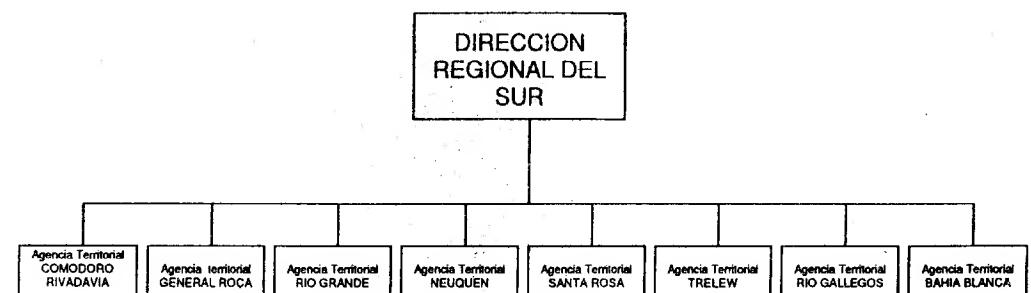 DIRECCION
REGIONAL DEL
SUR
Agencia Territorial
COMODORO
RIVADAVIA
Agencia territorial
GENERAL ROCA
Agencia Territorial
RIO GRANDE
Agencia Territorial
NEUQUEN
Agencia Territorial
SANTA ROSA
Agencia Territorial
TRELEW
Agencia Territorial
RIO GALLEGOS
Agencia Territorial
BAHIA BLANCA